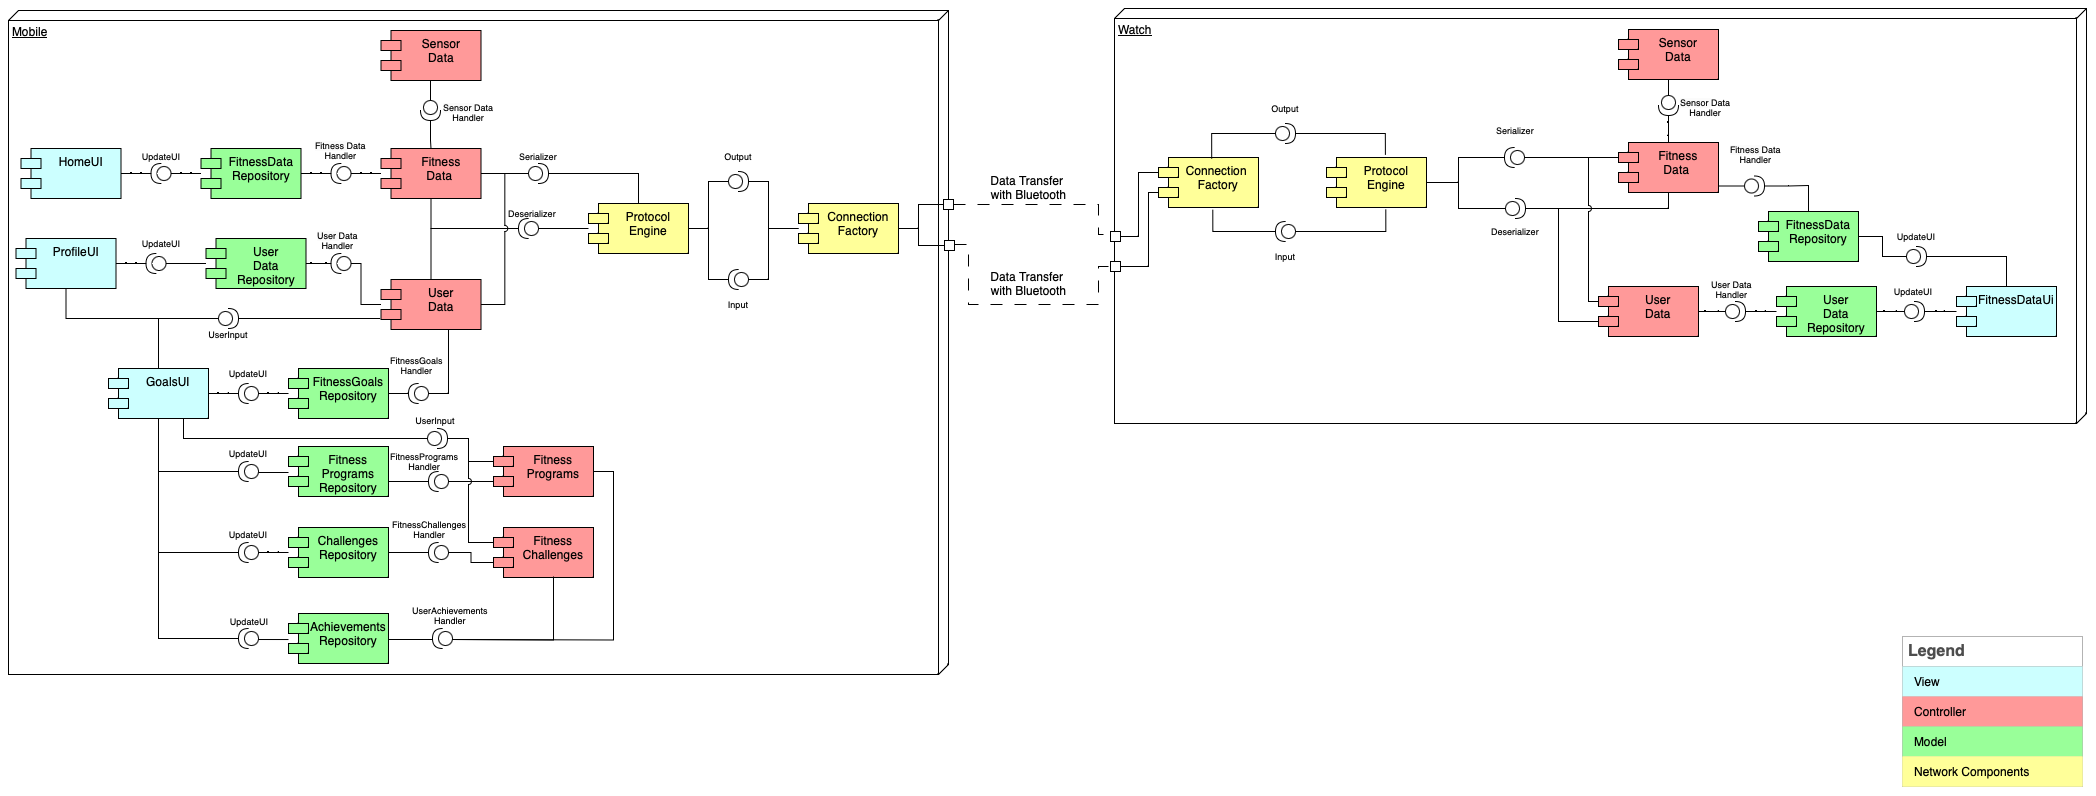 Mobile
Sensor
Data
Sensor Data
Handler
HomeUI
UpdateUI
FitnessData
Repository
Fitness Data
Handler
Fitness
Data
Serializer
Deserializer
Protocol
Engine
Output
Input
Connection
Factory
ProfileUI
UpdateUI
User
Data
Repository
User Data
Handler
User
Data
UserInput
GoalsUI
UpdateUI
FitnessGoals
Repository
FitnessGoals
Handler
UserInput
UpdateUI
Fitness
Programs
Repository
FitnessPrograms
Handler
Fitness
Programs
UpdateUI
Challenges
Repository
FitnessChallenges
Handler
Fitness
Challenges
UpdateUI
Achievements
Repository
UserAchievements
Handler
Data Transfer
with Bluetooth
Data Transfer
with Bluetooth
Watch
Sensor
Data
Sensor Data
Handler
Output
Connection
Factory
Protocol
Engine
Input
Serializer
Deserializer
Fitness
Data
Fitness Data
Handler
FitnessData
Repository
UpdateUI
User
Data
User Data
Handler
User
Data
Repository
UpdateUI
FitnessDataUi
Legend
View
Controller
Model
Network Components